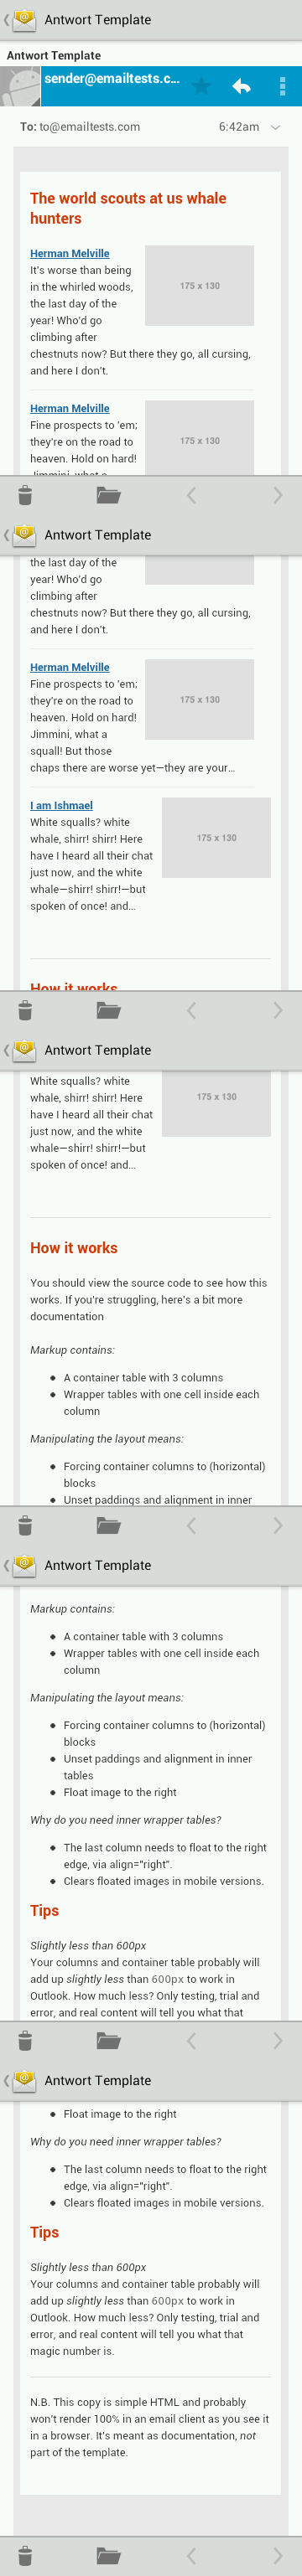 Antwort Template
Antwort Template
sender@emailtests.c...
To: to@emailtests.com 6:42am
The world scouts at us whale
hunters
Herman Melville
It's worse than being
in the whirled woods,
the last day of the
year! Who'd go
climbing after
chestnuts now? But there they go, all cursing,
and here I don't.
175 x 130
Herman Melville
Fine prospects to 'em;
they're on the road to
heaven. Hold on hard!
Jimmini, what a
175 x 130
Antwort Template
the last day of the
year! Who'd go
climbing after
chestnuts now? But there they go, all cursing,
and here I don't.
Herman Melville
Fine prospects to 'em;
they're on the road to
heaven. Hold on hard!
Jimmini, what a
squall! But those
chaps there are worse yet—they are your...
175 x 130
I am Ishmael
White squalls? white
whale, shirr! shirr! Here
have I heard all their chat
just now, and the white
whale—shirr! shirr!—but
spoken of once! and...
175 x 130
How it works
Antwort Template
White squalls? white
whale, shirr! shirr! Here
have I heard all their chat
just now, and the white
whale—shirr! shirr!—but
spoken of once! and...
175 x 130
How it works
You should view the source code to see how this
works. If you're struggling, here's a bit more
documentation
Markup contains:
A container table with 3 columns
Wrapper tables with one cell inside each
column
Manipulating the layout means:
Forcing container columns to (horizontal)
blocks
Unset paddings and alignment in inner
Antwort Template
Markup contains:
A container table with 3 columns
Wrapper tables with one cell inside each
column
Manipulating the layout means:
Forcing container columns to (horizontal)
blocks
Unset paddings and alignment in inner
tables
Float image to the right
Why do you need inner wrapper tables?
The last column needs to float to the right
edge, via align="right".
Clears floated images in mobile versions.
Tips
Slightly less than 600px
Your columns and container table probably will
add up slightly less than 600px to work in
Outlook. How much less? Only testing, trial and
error, and real content will tell you what that
Antwort Template
Float image to the right
Why do you need inner wrapper tables?
The last column needs to float to the right
edge, via align="right".
Clears floated images in mobile versions.
Tips
Slightly less than 600px
Your columns and container table probably will
add up slightly less than 600px to work in
Outlook. How much less? Only testing, trial and
error, and real content will tell you what that
magic number is.
N.B. This copy is simple HTML and probably
won't render 100% in an email client as you see it
in a browser. It's meant as documentation, not
part of the template.